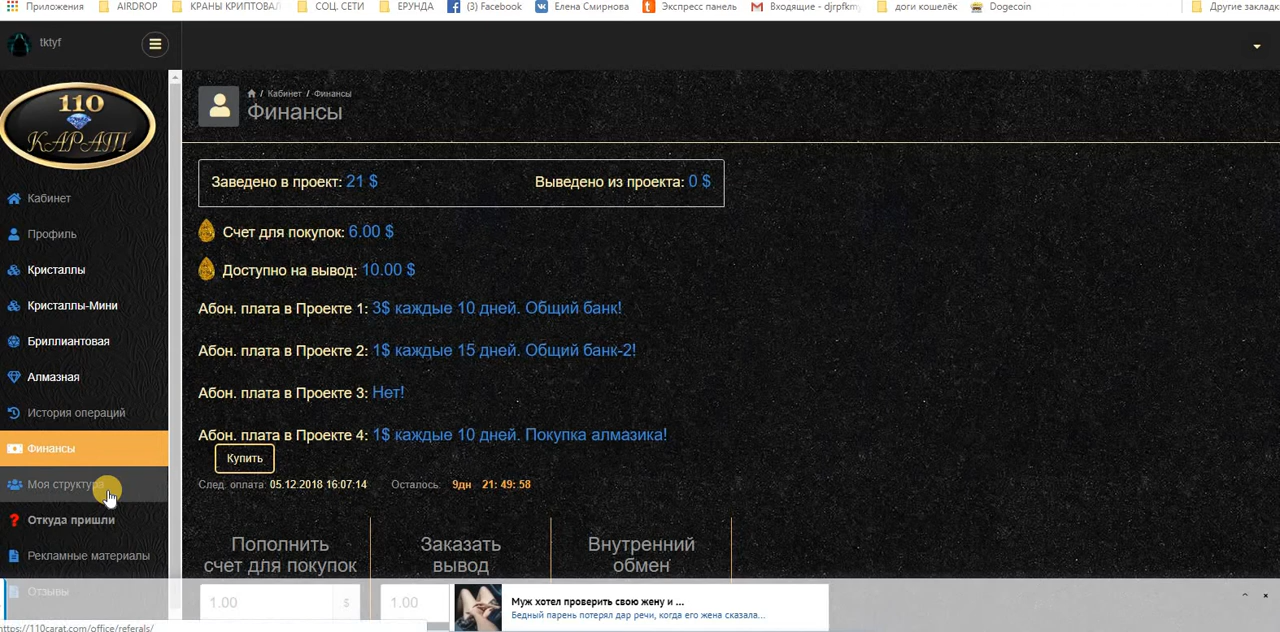 Приложения AIRDROP КРАНЫ КРИПТОВАЛ СОЦ. СЕТИ ЕРУНДА (3) Facebook Елена Смирнова Экспресс панель Входящие - djrpfkm доги кошелёк Dogecoin Другие закладк
tktyf
110
КАРАТ
Кабинет / Финансы
Финансы
Заведено в проект: 21 $ Выведено из проекта: 0 $
Счет для покупок: 6.00 $
Доступно на вывод: 10.00 $
Абон. плата в Проекте 1: 3$ каждые 10 дней. Общий банк!
Абон. плата в Проекте 2: 1$ каждые 15 дней. Общий банк-2!
Абон. плата в Проекте 3: Нет!
Абон. плата в Проекте 4: 1$ каждые 10 дней. Покупка алмазика!
Купить
След. оплата: 05.12.2018 16:07:14 Осталось: 9дн 21: 49: 58
Кабинет
Профиль
Кристаллы
Кристаллы-Мини
Бриллиантовая
Алмазная
История операций
Финансы
Моя структура
Откуда пришли
Рекламные материалы
Отзывы
Пополнить
счет для покупок
1.00 $
Заказать
вывод
1.00
Внутренний
обмен
Муж хотел проверить свою жену и ...
Бедный парень потерял дар речи, когда его жена сказала...
https://110carat.com/office/referals/